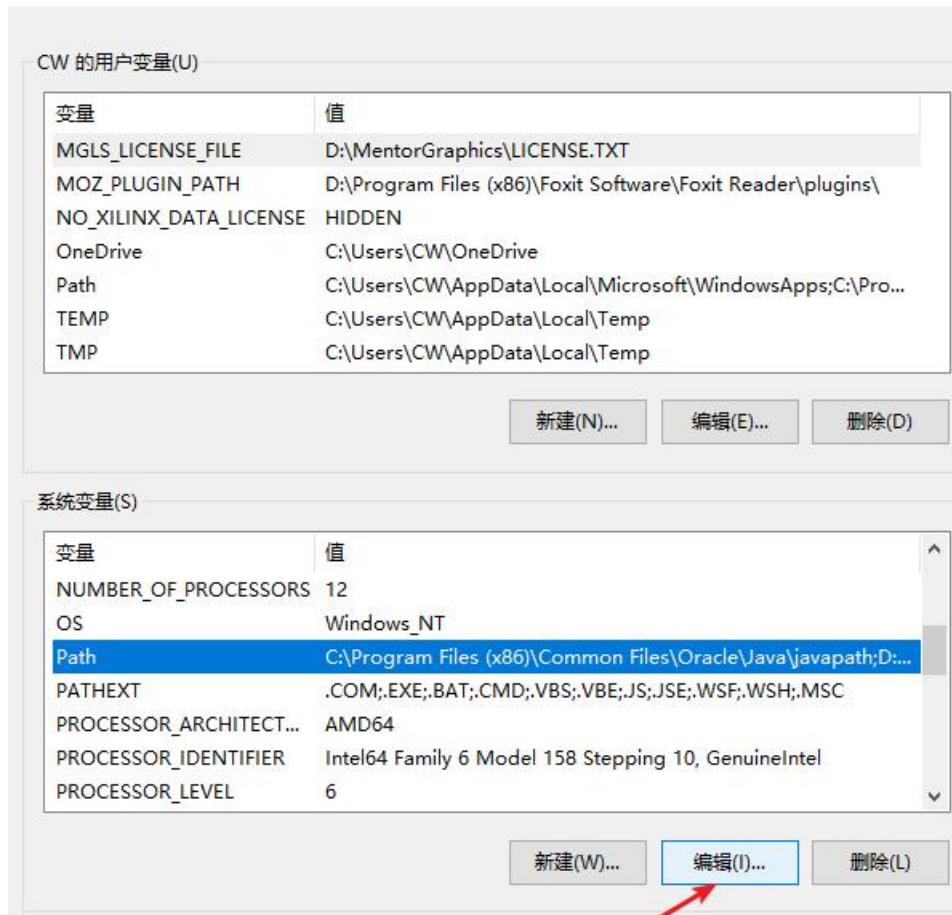 CW 的用户变量(U)
变量 值
MGLS_LICENSE_FILE D:\MentorGraphics\LICENSE.TXT
MOZ_PLUGIN_PATH D:\Program Files (x86)\Foxit Software\Foxit Reader\plugins\
NO_XILINX_DATA_LICENSE HIDDEN
OneDrive C:\Users\CW\OneDrive
Path C:\Users\CW\AppData\Local\Microsoft\WindowsApps;C:\Pro...
TEMP C:\Users\CW\AppData\Local\Temp
TMP C:\Users\CW\AppData\Local\Temp
新建(N)... 编辑(E)... 删除(D)
系统变量(S)
变量 值
NUMBER_OF_PROCESSORS 12
OS Windows_NT
Path C:\Program Files (x86)\Common Files\Oracle\Java\javapath;D:...
PATHEXT .COM;.EXE;.BAT;.CMD;.VBS;.VBE;.JS;.JSE;.WSF;.WSH;.MSC
PROCESSOR_ARCHITECT... AMD64
PROCESSOR_IDENTIFIER Intel64 Family 6 Model 158 Stepping 10, GenuineIntel
PROCESSOR_LEVEL 6
新建(W)... 编辑(I)... 删除(L)